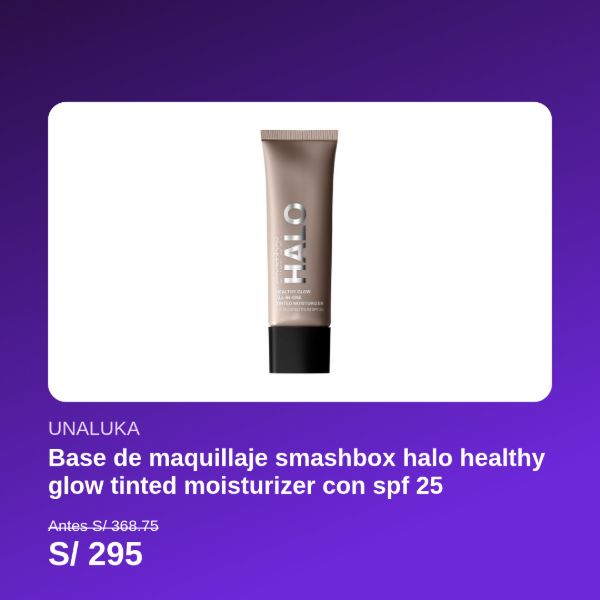 HALO
HEALTHY GLOW
ALL-IN-ONE
TINTED MOISTURIZER
UNALUKA
Base de maquillaje smashbox halo healthy
glow tinted moisturizer con spf 25
Antes S/ 368.75
S/ 295